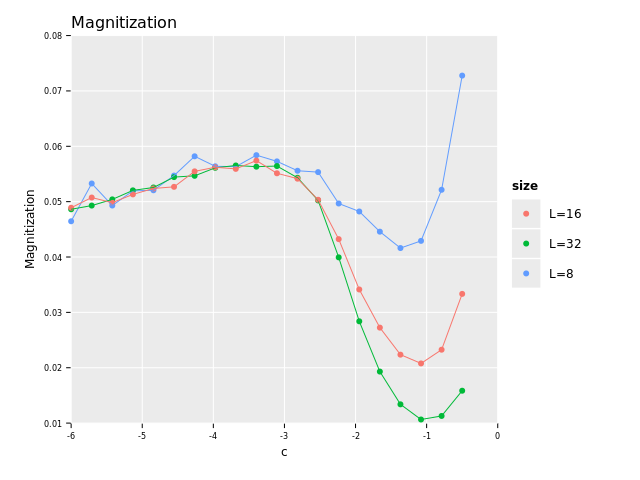 Magnitization
0.08
0.07
0.06
0.05
0.04
0.03
0.02
0.01
Magnitization
-6 -5 -4 -3 -2 -1 0
c
size
L=16
L=32
L=8